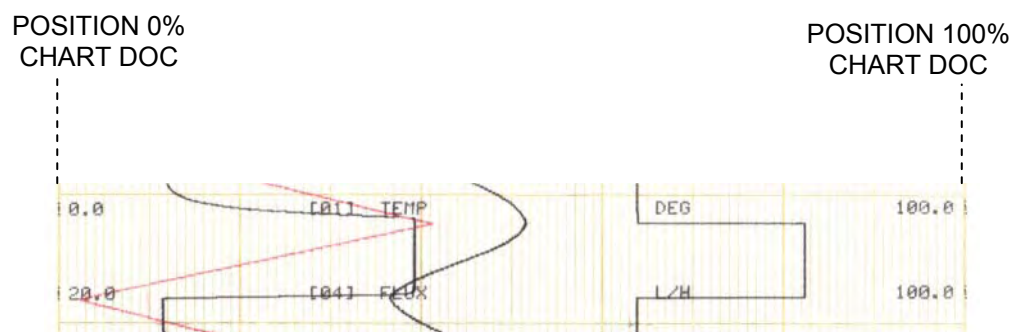 POSITION 0%
CHART DOC
POSITION 100%
CHART DOC
0.0 [01] TEMP DEG 100.0
20.0 [04] FLUX L/H 100.0